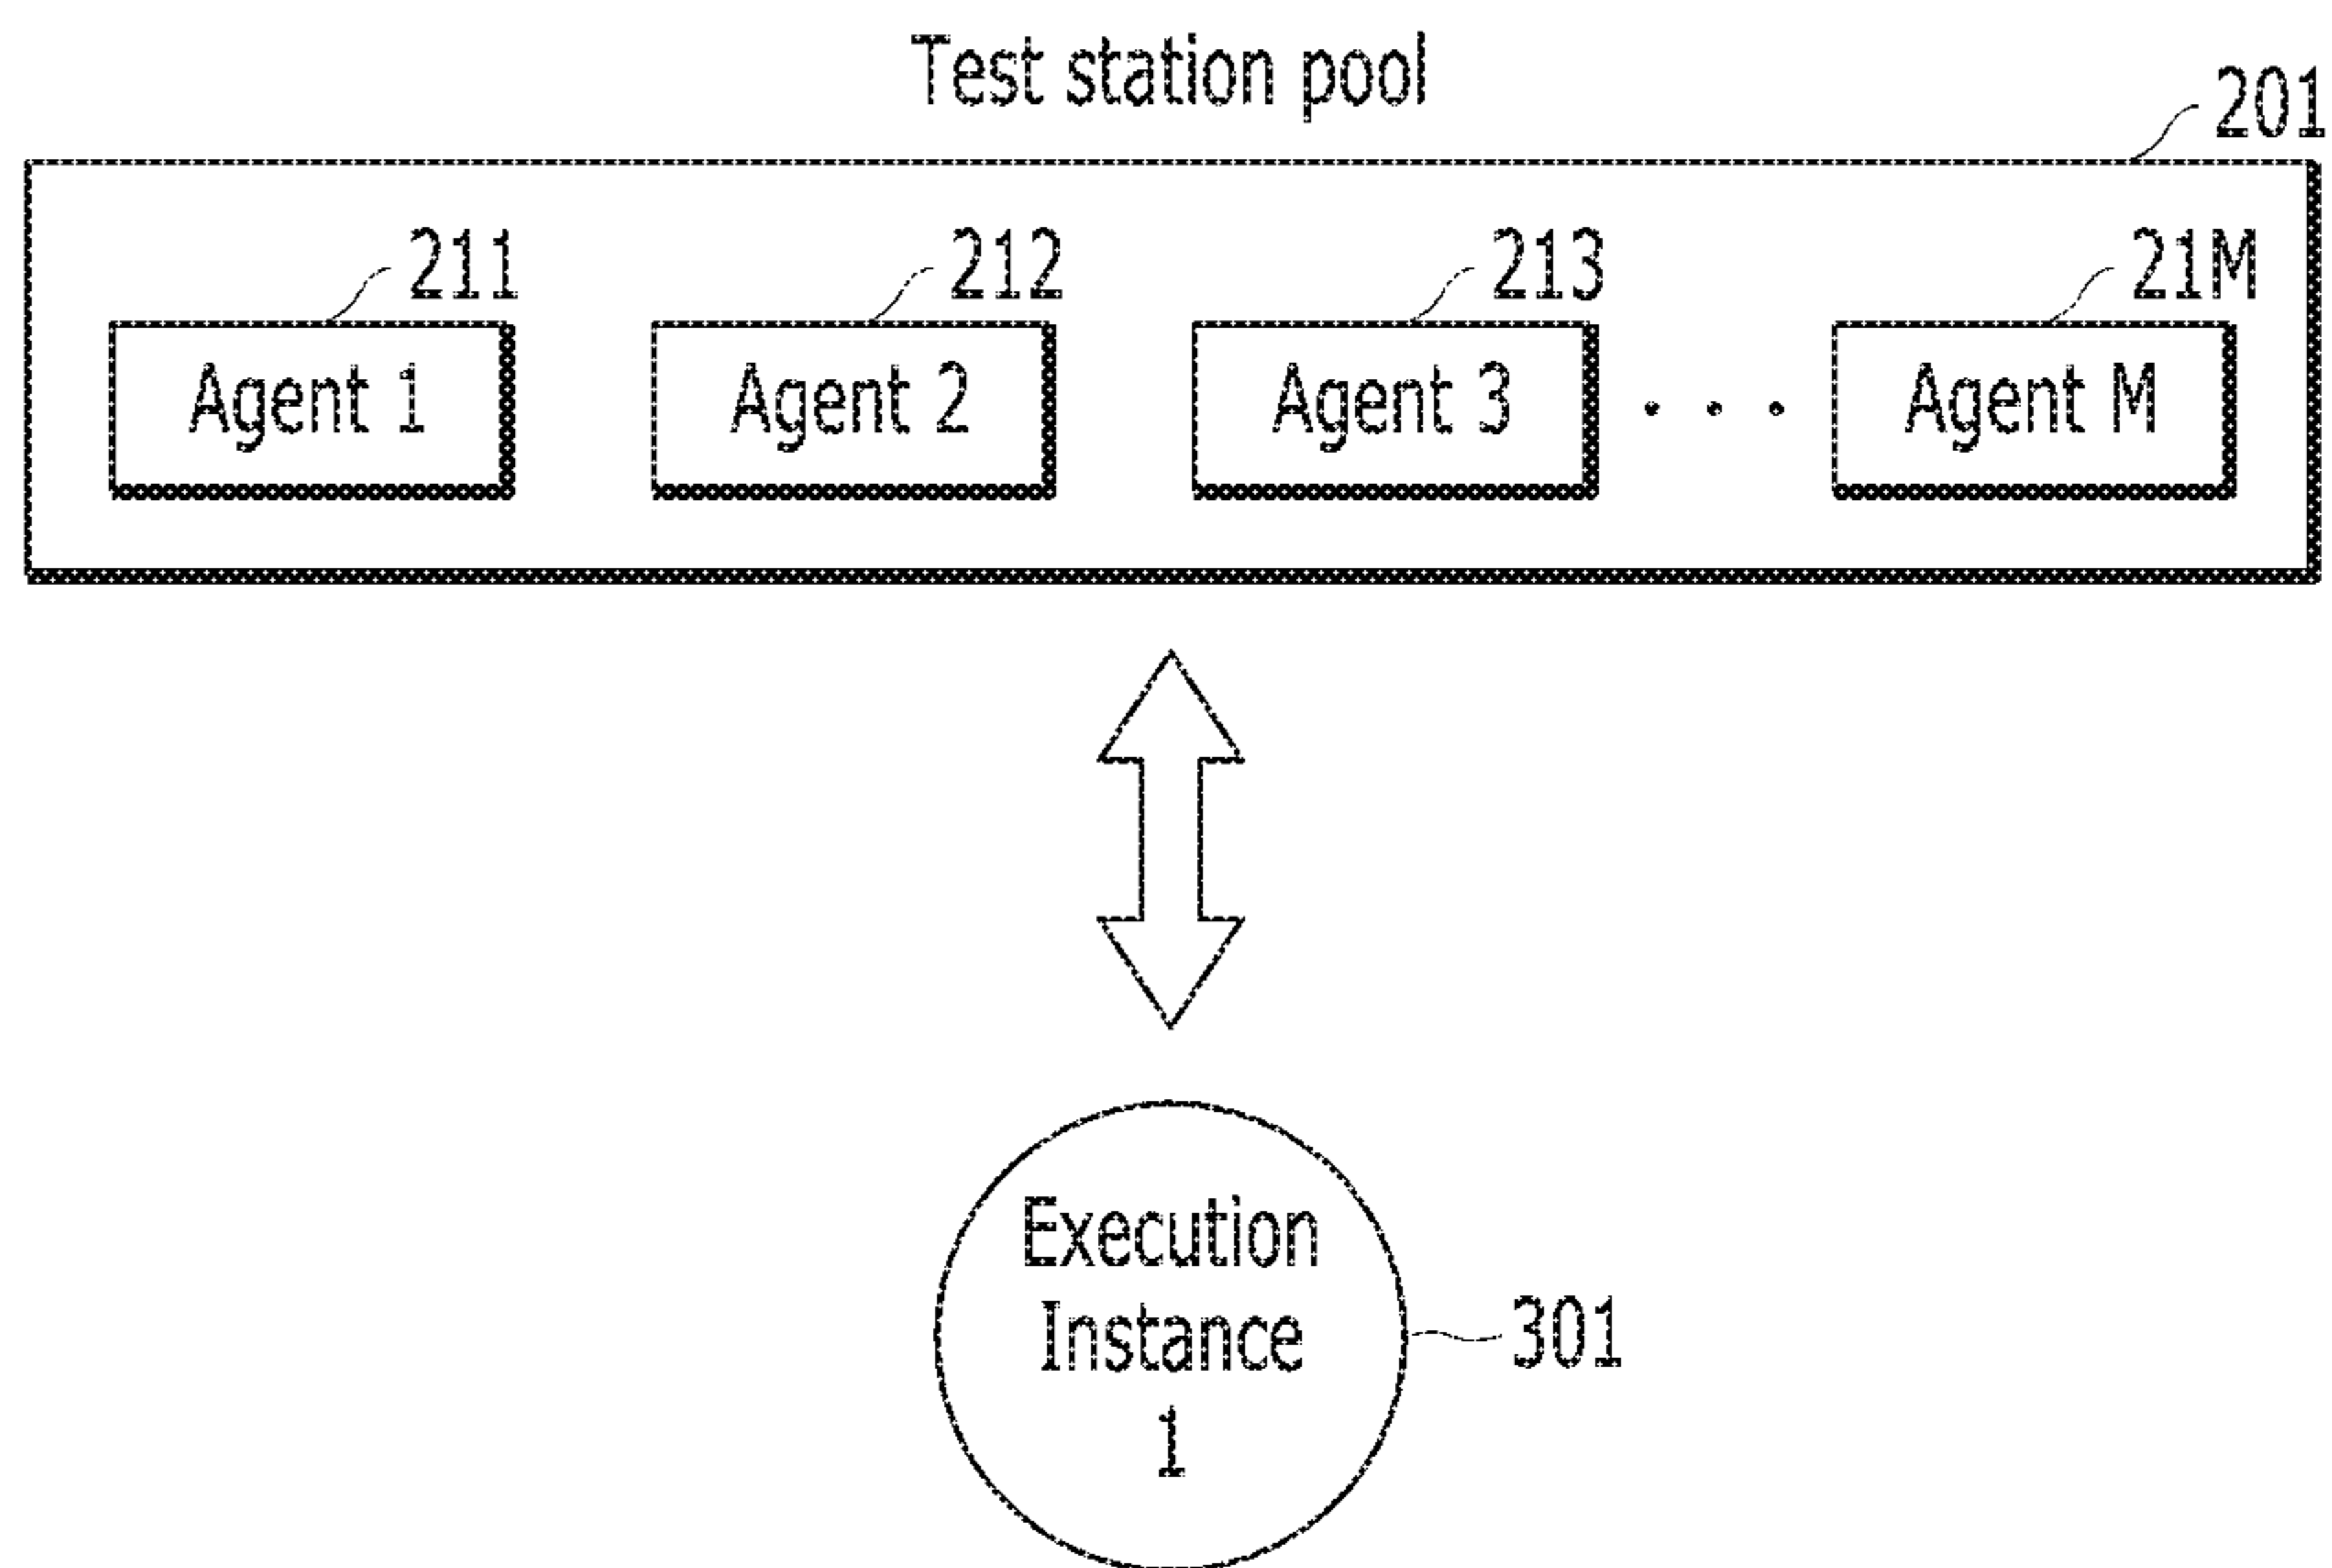 Test station pool
201
211
212
213
21M
Agent 1
Agent 2
Agent 3
. . .
Agent M
Execution
Instance
1
301